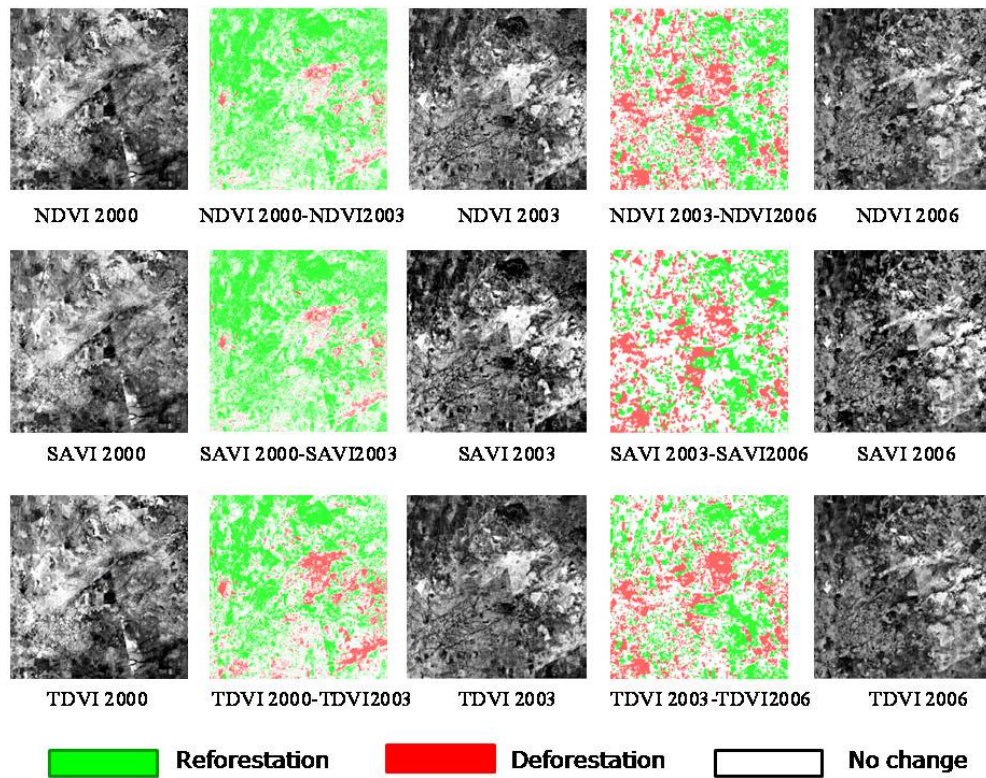 NDVI 2000 NDVI 2000-NDVI2003 NDVI 2003 NDVI 2003-NDVI2006 NDVI 2006
SAVI 2000 SAVI 2000-SAVI2003 SAVI 2003 SAVI 2003-SAVI2006 SAVI 2006
TDVI 2000 TDVI 2000-TDVI2003 TDVI 2003 TDVI 2003-TDVI2006 TDVI 2006
Reforestation Deforestation No change